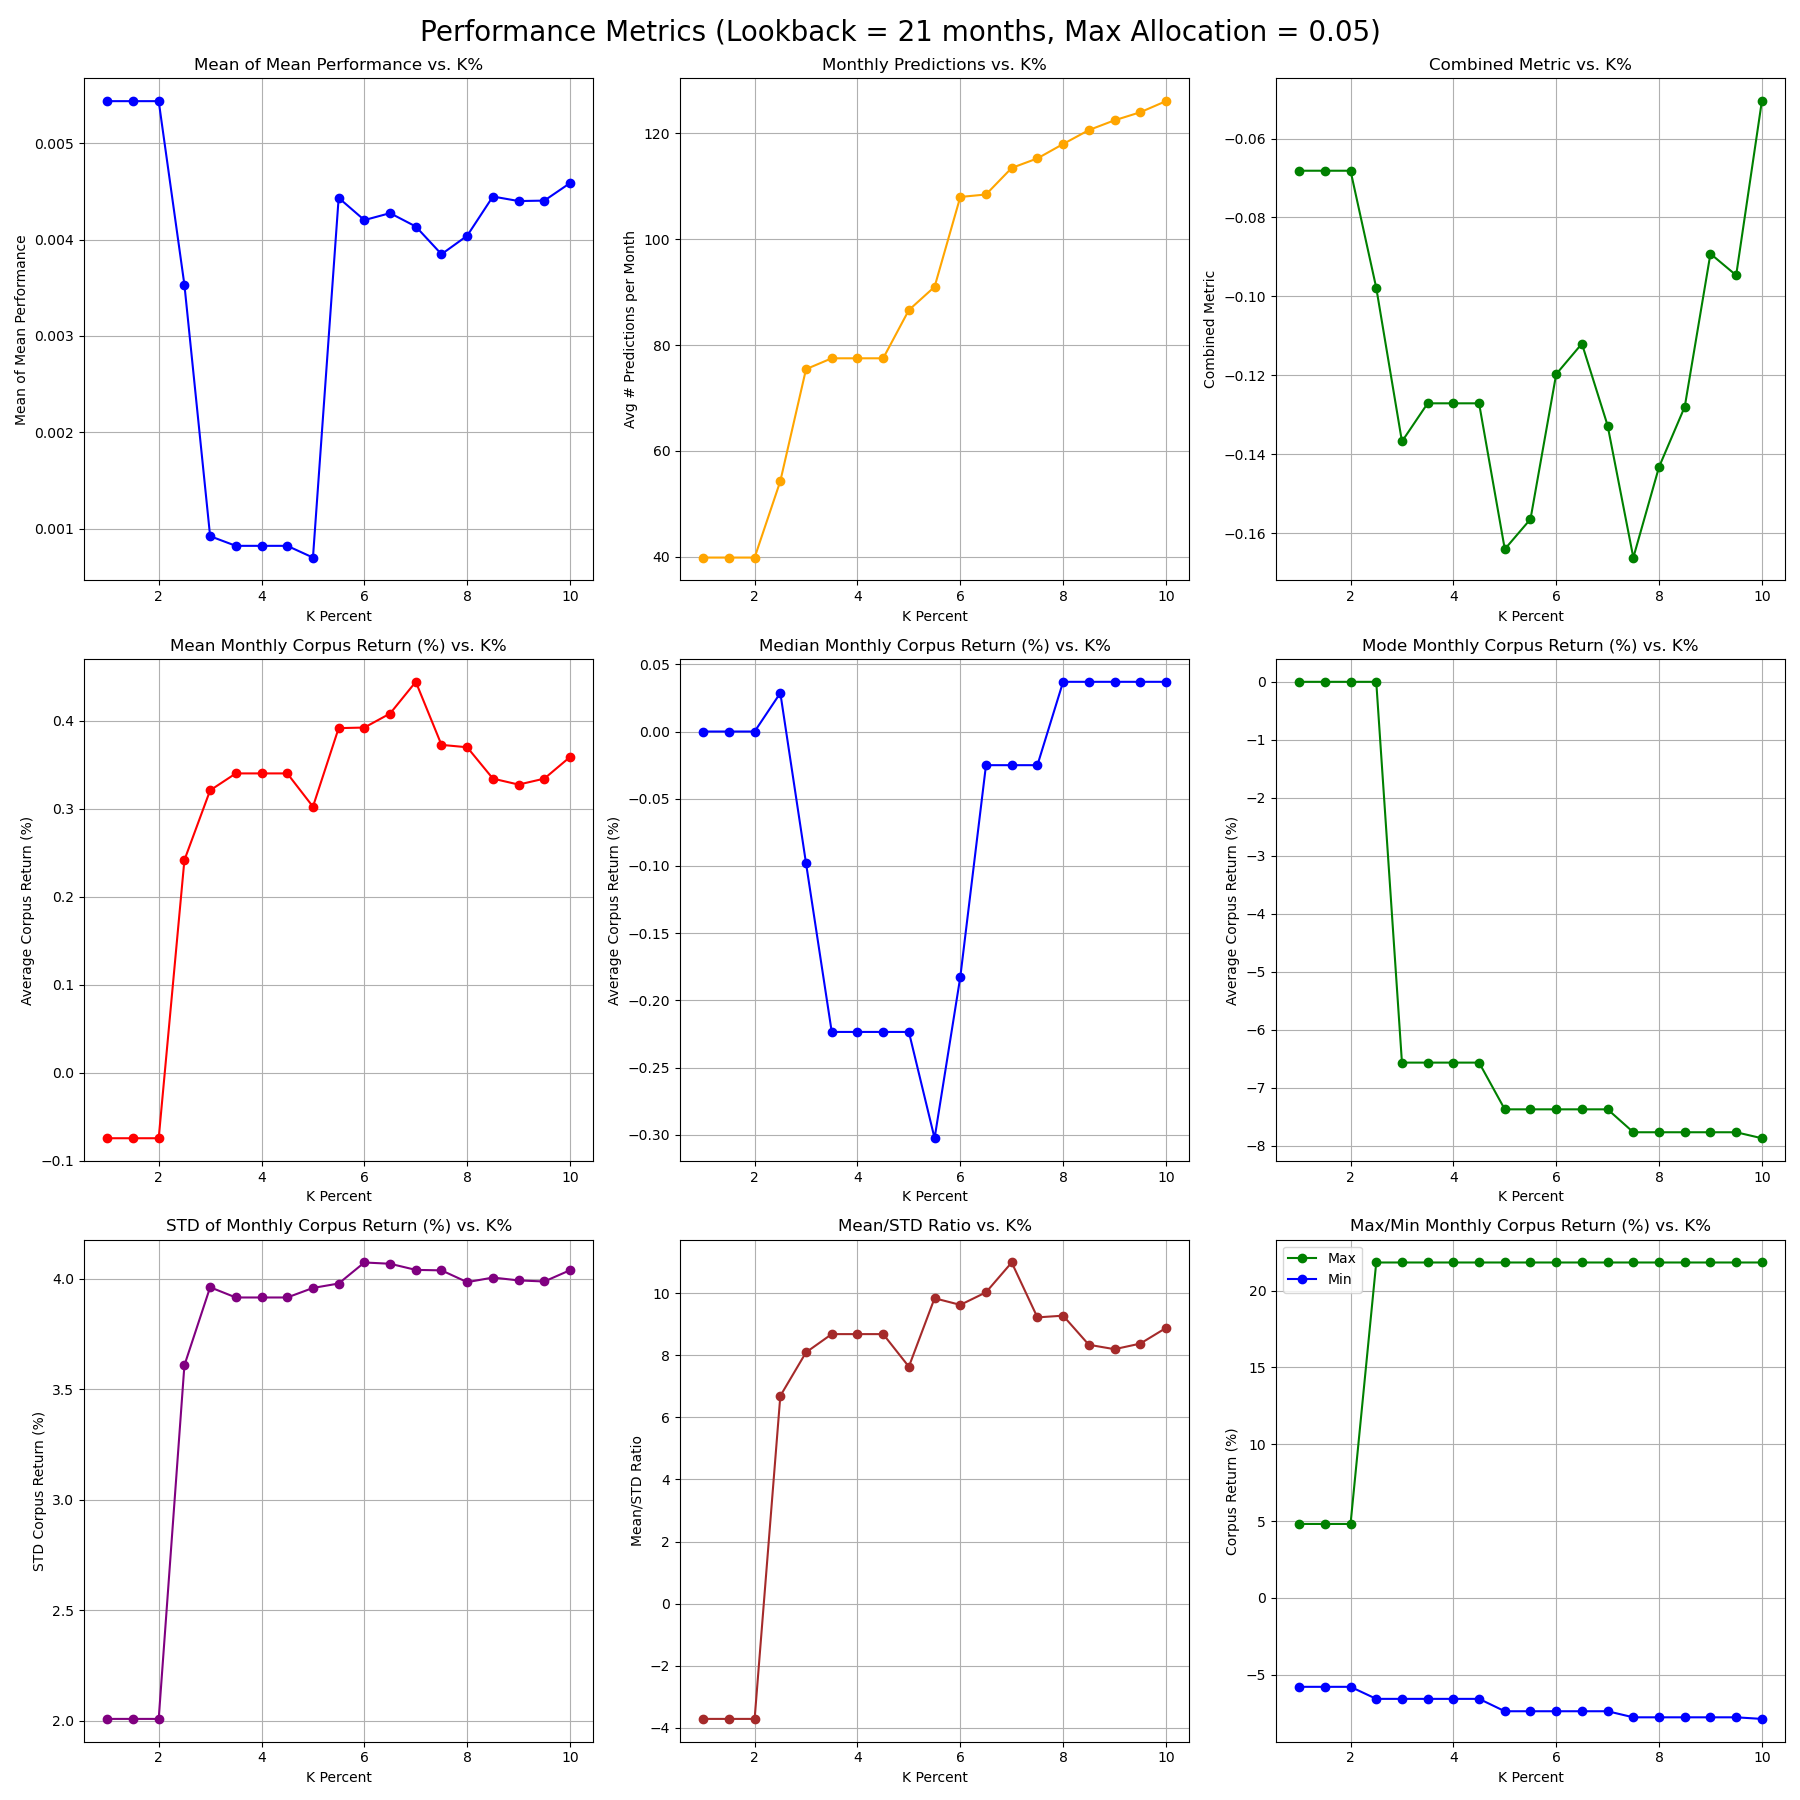 Performance Metrics (Lookback = 21 months, Max Allocation = 0.05)
Mean of Mean Performance vs. K%
Mean of Mean Performance
0.005
0.004
0.003
0.002
0.001
2 4 6 8 10
K Percent
Monthly Predictions vs. K%
Avg # Predictions per Month
120
100
80
60
40
2 4 6 8 10
K Percent
Combined Metric vs. K%
Combined Metric
−0.06
−0.08
−0.10
−0.12
−0.14
−0.16
2 4 6 8 10
K Percent
Mean Monthly Corpus Return (%) vs. K%
Average Corpus Return (%)
0.4
0.3
0.2
0.1
0.0
−0.1
2 4 6 8 10
K Percent
Median Monthly Corpus Return (%) vs. K%
Average Corpus Return (%)
0.05
0.00
−0.05
−0.10
−0.15
−0.20
−0.25
−0.30
2 4 6 8 10
K Percent
Mode Monthly Corpus Return (%) vs. K%
Average Corpus Return (%)
0
−1
−2
−3
−4
−5
−6
−7
−8
2 4 6 8 10
K Percent
STD of Monthly Corpus Return (%) vs. K%
STD Corpus Return (%)
4.0
3.5
3.0
2.5
2.0
2 4 6 8 10
K Percent
Mean/STD Ratio vs. K%
Mean/STD Ratio
10
8
6
4
2
0
−2
−4
2 4 6 8 10
K Percent
Max/Min Monthly Corpus Return (%) vs. K%
Max
Min
Corpus Return (%)
20
15
10
5
0
−5
2 4 6 8 10
K Percent